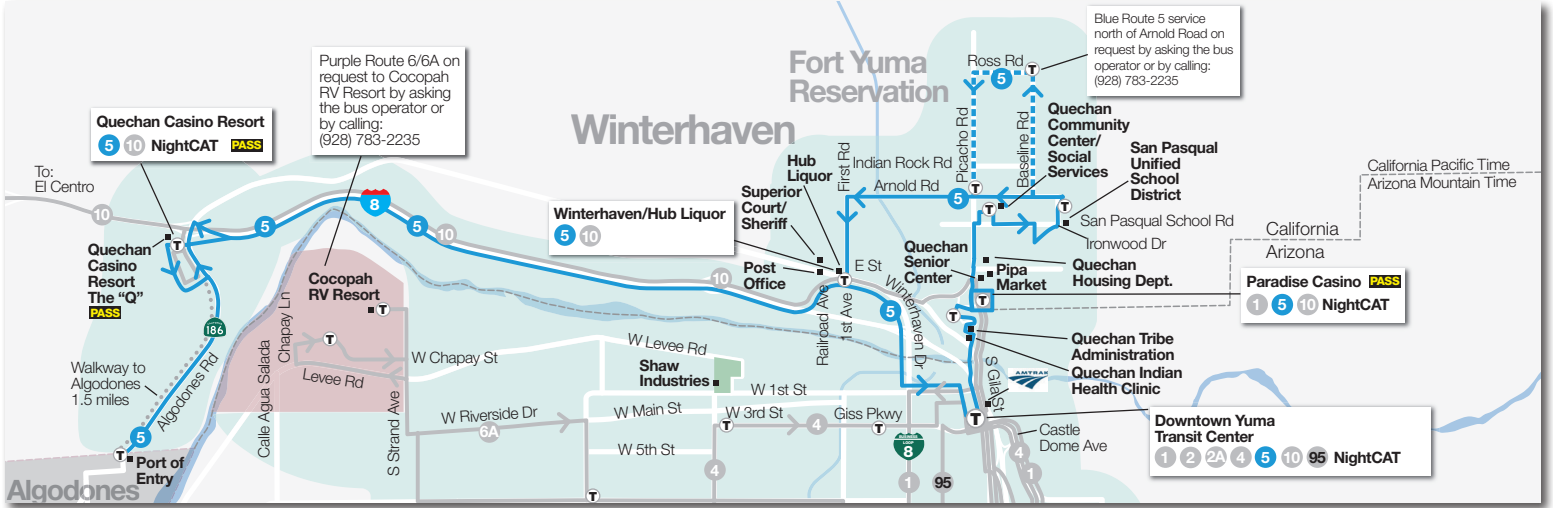 Blue Route 5 service
north of Arnold Road on
request by asking the bus
operator or by calling:
(928) 783-2235
Purple Route 6/6A on
request to Cocopah
RV Resort by asking
the bus operator or
by calling:
(928) 783-2235
Fort Yuma
Reservation
Ross Rd
5
T
Quechan Casino Resort
5 10 NightCAT PASS
Winterhaven
Picacho Rd
Baseline Rd
Quechan
Community
Center/
Social
Services
San Pasqual
Unified
School
District
To:
El Centro
10
Hub
Liquor
First Rd
Indian Rock Rd
Arnold Rd
5
T
California Pacific Time
Arizona Mountain Time
8
Superior
Court/
Sheriff
Winterhaven/Hub Liquor
5 10
T
T
San Pasqual School Rd
Ironwood Dr
California
Arizona
5
5
10
T
Quechan
Casino
Resort
The “Q”
PASS
Quechan
Senior
Center
Pipa
Market
Quechan
Housing Dept.
Post
Office
E St
T
10
Paradise Casino PASS
1 5 10 NightCAT
Cocopah
RV Resort
T
T
T
5
Winterhaven Dr
Railroad Ave
1st Ave
186
Algodones Rd
Calle Agua Salada
Chapay Ln
T
W Chapay St
Levee Rd
W Levee Rd
Shaw
Industries
Quechan Tribe
Administration
Quechan Indian
Health Clinic
S Gila St
AMTRAK
Walkway to
Algodones
1.5 miles
S Strand Ave
W Riverside Dr
6A
W 1st St
W Main St
W 3rd St
T
4
Giss Pkwy
T
T
Castle
Dome Ave
Downtown Yuma
Transit Center
1 2 2A 4 5 10 95 NightCAT
5
T
Port of
Entry
Algodones
W 5th St
4
T
BUSINESS
LOOP
8
1
95
4
1